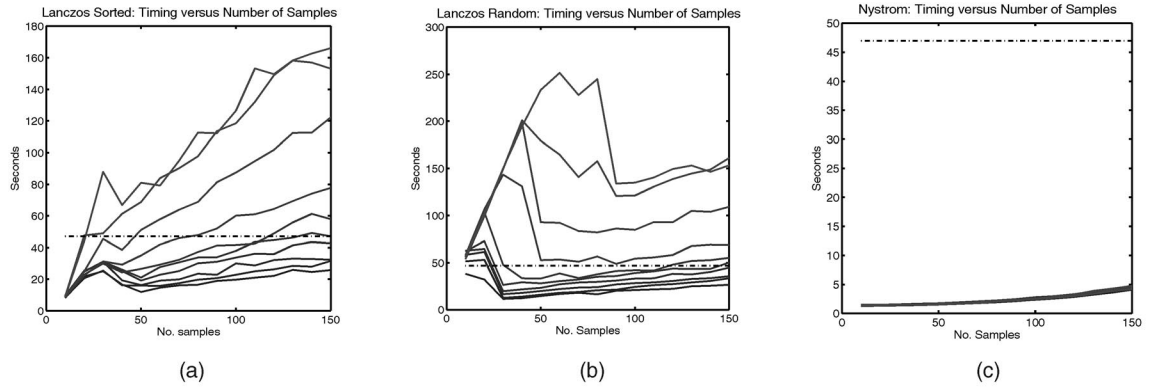 Lanczos Sorted: Timing versus Number of Samples
180
160
140
120
100
80
60
40
20
0
Seconds
0 50 100 150
No. samples
(a)
Lanczos Random: Timing versus Number of Samples
300
250
200
150
100
50
0
Seconds
0 50 100 150
No. Samples
(b)
Nystrom: Timing versus Number of Samples
50
45
40
35
30
25
20
15
10
5
0
Seconds
0 50 100 150
No. Samples
(c)